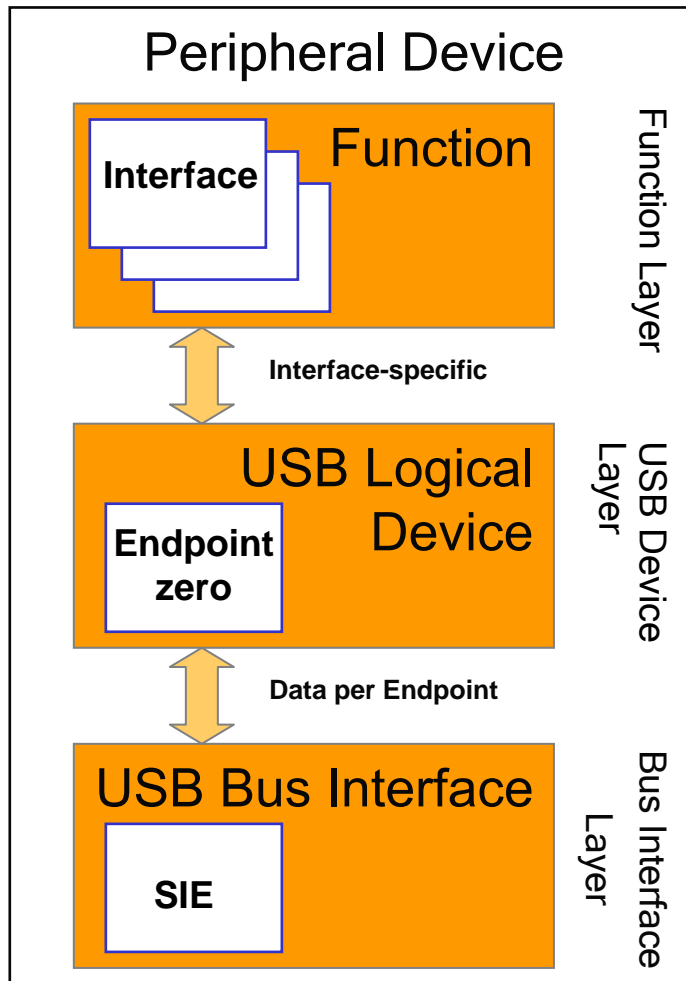 Peripheral Device
Function
Interface
Function Layer
Interface-specific
USB Logical
Device
Endpoint
zero
USB Device
Layer
Data per Endpoint
USB Bus Interface
SIE
Bus Interface
Layer